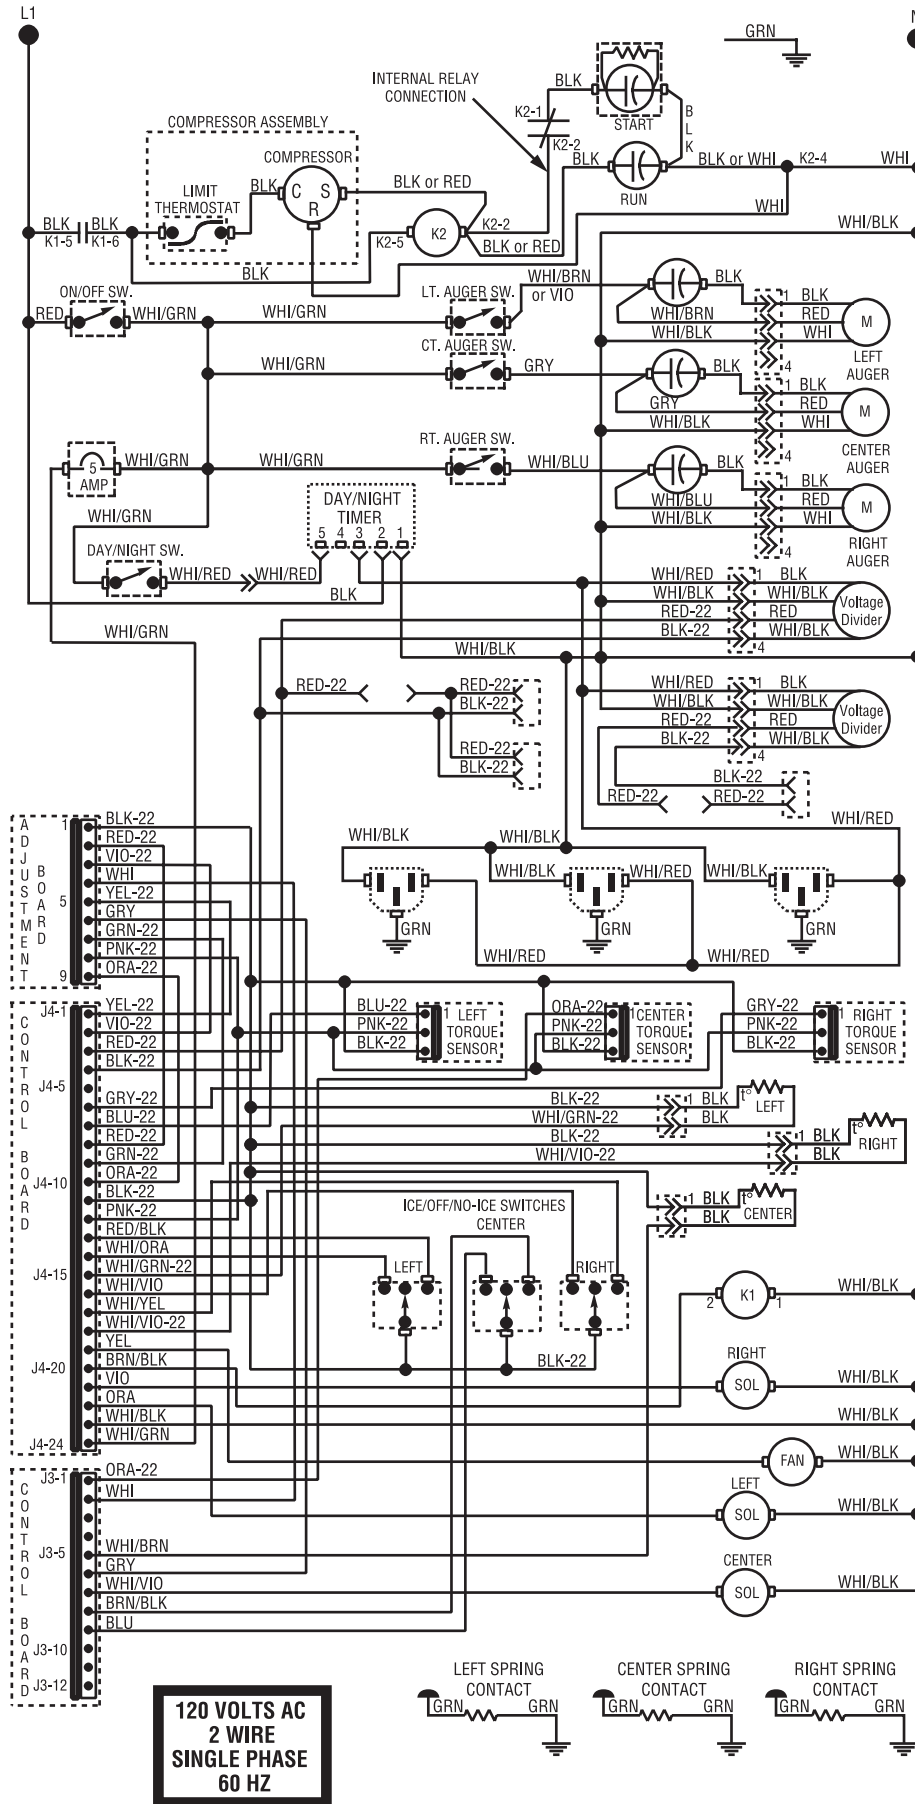 L1
N
GRN
INTERNAL RELAY
CONNECTION
BLK
K2-1
START
B
L
K
COMPRESSOR ASSEMBLY
K2-2
COMPRESSOR
BLK
RUN
BLK or WHI
K2-4
WHI
LIMIT
THERMOSTAT
BLK
C S
R
BLK or RED
WHI
BLK
K1-5
BLK
K1-6
K2-5
K2
K2-2
BLK or RED
WHI/BLK
BLK
ON/OFF SW.
RED
WHI/GRN
WHI/GRN
LT. AUGER SW.
WHI/BRN
or VIO
BLK
1
BLK
WHI/BRN
RED
WHI/BLK
WHI
M
4
LEFT
AUGER
CT. AUGER SW.
WHI/GRN
GRY
BLK
1
BLK
GRY
RED
WHI/BLK
WHI
M
4
CENTER
AUGER
RT. AUGER SW.
5
AMP
WHI/GRN
WHI/GRN
WHI/BLU
BLK
1
BLK
WHI/BLU
RED
WHI/BLK
WHI
M
4
RIGHT
AUGER
WHI/GRN
DAY/NIGHT
TIMER
5 4 3 2 1
DAY/NIGHT SW.
WHI/RED
WHI/RED
BLK
WHI/RED
1
BLK
WHI/BLK
WHI/BLK
RED-22
RED
BLK-22
WHI/BLK
4
Voltage
Divider
WHI/GRN
WHI/BLK
RED-22
RED-22
BLK-22
RED-22
BLK-22
WHI/RED
1
BLK
WHI/BLK
WHI/BLK
RED-22
RED
BLK-22
WHI/BLK
4
Voltage
Divider
BLK-22
RED-22
RED-22
WHI/RED
WHI/BLK
WHI/BLK
WHI/BLK
WHI/RED
WHI/BLK
GRN
GRN
GRN
WHI/RED
WHI/RED
ADJUSTMENT
BOARD
1
5
9
BLK-22
RED-22
VIO-22
WHI
YEL-22
GRY
GRN-22
PNK-22
ORA-22
CONTROL BOARD
J4-1
J4-5
J4-10
J4-15
J4-20
J4-24
YEL-22
VIO-22
RED-22
BLK-22
GRY-22
BLU-22
RED-22
GRN-22
ORA-22
BLK-22
PNK-22
RED/BLK
WHI/ORA
WHI/GRN-22
WHI/VIO
WHI/YEL
WHI/VIO-22
YEL
BRN/BLK
VIO
ORA
WHI/BLK
WHI/GRN
BLU-22
PNK-22
BLK-22
1
LEFT
TORQUE
SENSOR
ORA-22
PNK-22
BLK-22
1
CENTER
TORQUE
SENSOR
GRY-22
PNK-22
BLK-22
1
RIGHT
TORQUE
SENSOR
BLK-22
1
BLK
t°
LEFT
WHI/GRN-22
BLK
BLK-22
1
BLK
t°
RIGHT
WHI/VIO-22
BLK
1
BLK
t°
CENTER
BLK
ICE/OFF/NO-ICE SWITCHES
CENTER
LEFT
RIGHT
BLK-22
2
K1
1
WHI/BLK
RIGHT
SOL
WHI/BLK
WHI/BLK
FAN
WHI/BLK
LEFT
SOL
WHI/BLK
CENTER
SOL
WHI/BLK
CONTROL BOARD
J3-1
J3-5
J3-10
J3-12
ORA-22
WHI
WHI/BRN
GRY
WHI/VIO
BRN/BLK
BLU
LEFT SPRING
CONTACT
GRN
GRN
CENTER SPRING
CONTACT
GRN
GRN
RIGHT SPRING
CONTACT
GRN
GRN
120 VOLTS AC
2 WIRE
SINGLE PHASE
60 HZ